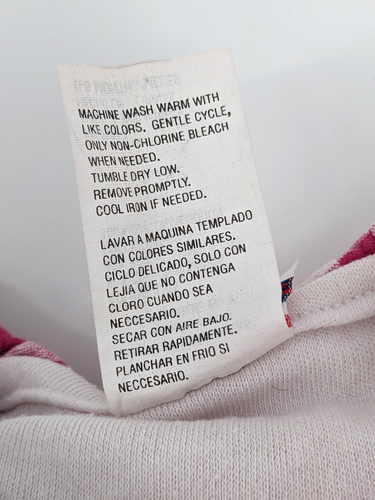 MACHINE WASH WARM WITH
LIKE COLORS. GENTLE CYCLE,
ONLY NON-CHLORINE BLEACH
WHEN NEEDED.
TUMBLE DRY LOW.
REMOVE PROMPTLY.
COOL IRON IF NEEDED.
LAVAR A MAQUINA TEMPLADO
CON COLORES SIMILARES.
CICLO DELICADO, SOLO CON
LEJIA QUE NO CONTENGA
CLORO CUANDO SEA
NECCESARIO.
SECAR CON AIRE BAJO.
RETIRAR RAPIDAMENTE.
PLANCHAR EN FRIO SI
NECCESARIO.